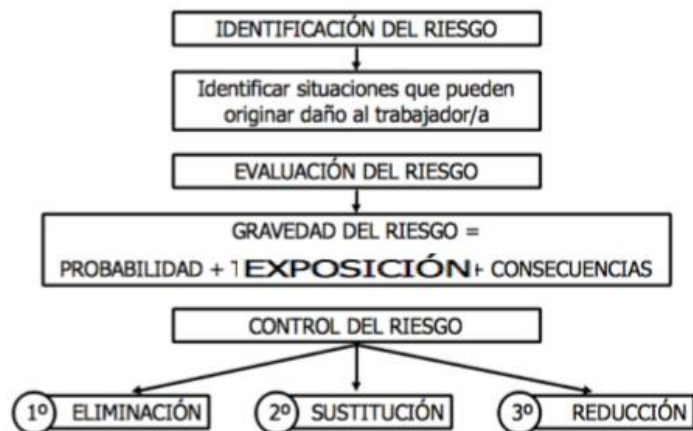 IDENTIFICACIÓN DEL RIESGO
Identificar situaciones que pueden
originar daño al trabajador/a
EVALUACIÓN DEL RIESGO
GRAVEDAD DEL RIESGO =
PROBABILIDAD + EXPOSICIÓN + CONSECUENCIAS
CONTROL DEL RIESGO
1º ELIMINACIÓN 2º SUSTITUCIÓN 3º REDUCCIÓN